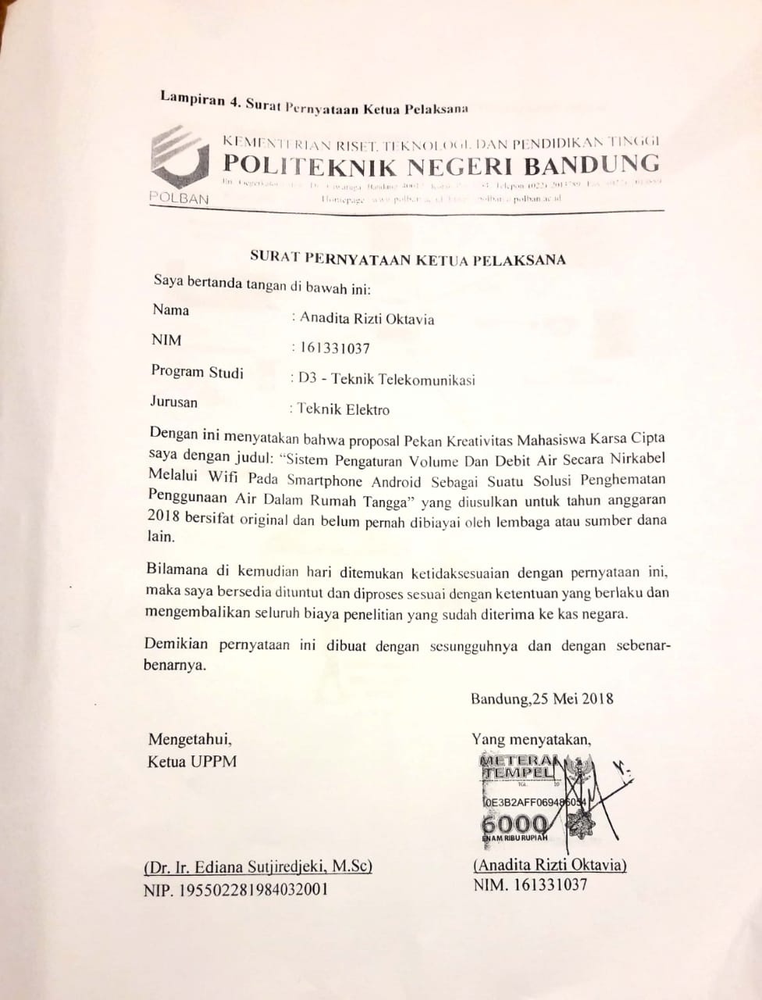 Lampiran 4. Surat Pernyataan Ketua Pelaksana
KEMENTERIAN RISET, TEKNOLOGI, DAN PENDIDIKAN TINGGI
POLITEKNIK NEGERI BANDUNG
Bandung Telepon (022)
POLBAN
Homepage polban.ac.id
SURAT PERNYATAAN KETUA PELAKSANA
Saya bertanda tangan di bawah ini:
Nama : Anadita Rizti Oktavia
NIM : 161331037
Program Studi : D3 - Teknik Telekomunikasi
Jurusan : Teknik Elektro
Dengan ini menyatakan bahwa proposal Pekan Kreativitas Mahasiswa Karsa Cipta
saya dengan judul: “Sistem Pengaturan Volume Dan Debit Air Secara Nirkabel
Melalui Wifi Pada Smartphone Android Sebagai Suatu Solusi Penghematan
Penggunaan Air Dalam Rumah Tangga” yang diusulkan untuk tahun anggaran
2018 bersifat original dan belum pernah dibiayai oleh lembaga atau sumber dana
lain.
Bilamana di kemudian hari ditemukan ketidaksesuaian dengan pernyataan ini,
maka saya bersedia dituntut dan diproses sesuai dengan ketentuan yang berlaku dan
mengembalikan seluruh biaya penelitian yang sudah diterima ke kas negara.
Demikian pernyataan ini dibuat dengan sesungguhnya dan dengan sebenar-
benarnya.
Bandung,25 Mei 2018
Mengetahui,
Ketua UPPM
Yang menyatakan,
METERAI
TEMPEL
TGL. 20
6000
ENAM RIBU RUPIAH
(Dr. Ir. Ediana Sutjiredjeki, M.Sc)
NIP. 195502281984032001
(Anadita Rizti Oktavia)
NIM. 161331037